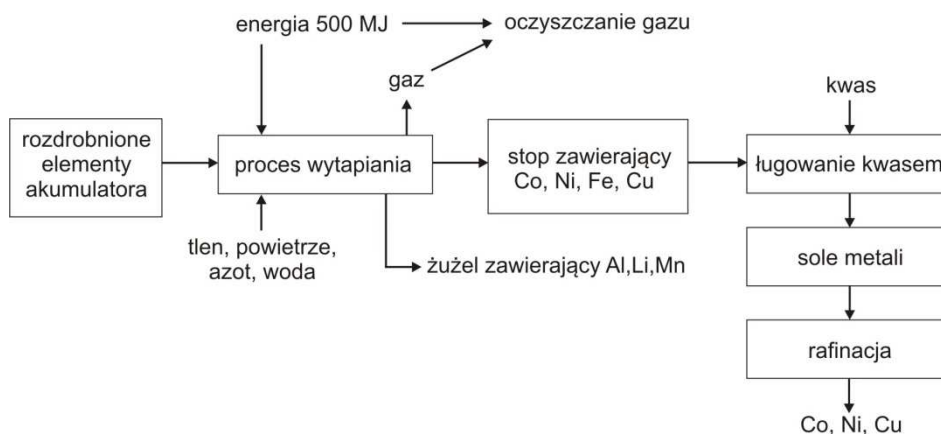 energia 500 MJ
oczyszczanie gazu
gaz
kwas
rozdrobnione
elementy
akumulatora
proces wytapiania
stop zawierający
Co, Ni, Fe, Cu
ługowanie kwasem
tlen, powietrze,
azot, woda
żużel zawierający Al,Li,Mn
sole metali
rafinacja
Co, Ni, Cu